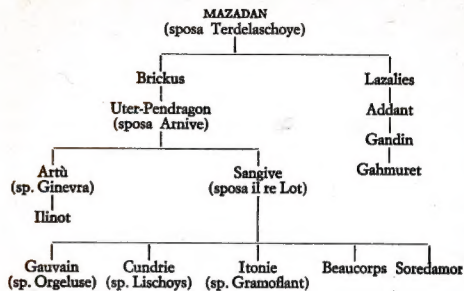 MAZADAN
(sposa Terdelaschoye)
Brickus
Lazalies
Uter-Pendragon
(sposa Arnive)
Addant
Gandin
Artù
(sp. Ginevra)
Sangive
(sposa il re Lot)
Gahmuret
Ilinot
Gauvain
(sp. Orgeluse)
Cundrie
(sp. Lischoys)
Itonie
(sp. Gramoflant)
Beaucorps
Soredamor